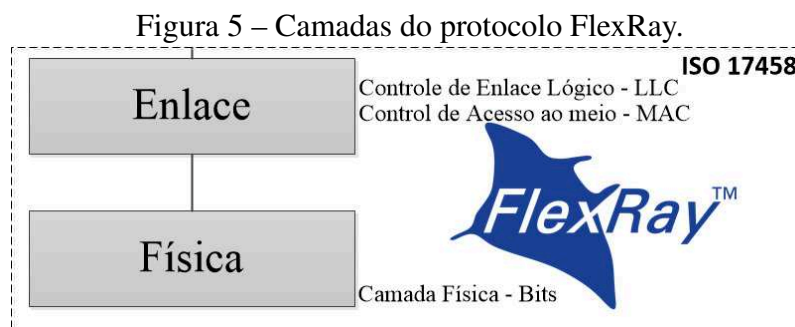 Figura 5 – Camadas do protocolo FlexRay.
ISO 17458
Enlace
Controle de Enlace Lógico - LLC
Control de Acesso ao meio - MAC
FlexRay™
Física
Camada Física - Bits